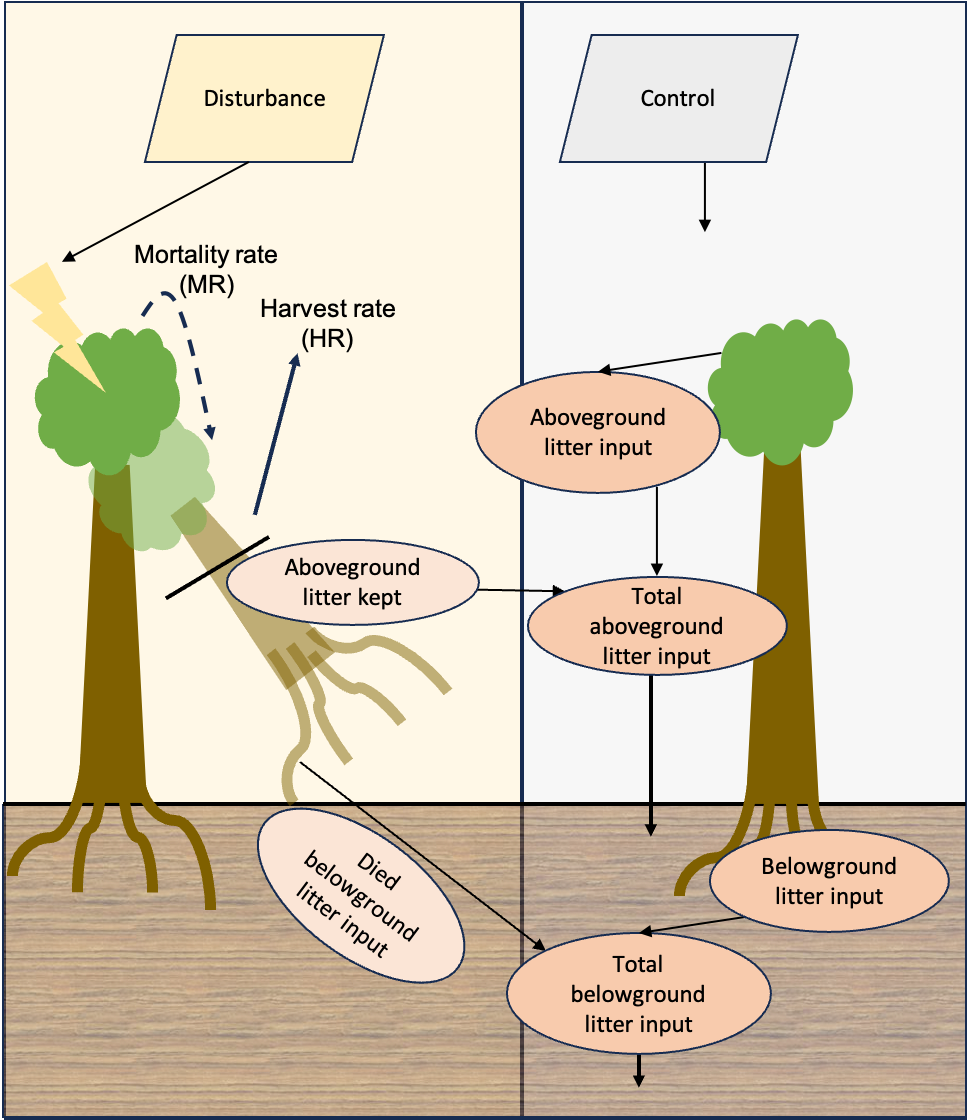 Disturbance
Control
Mortality rate
(MR)
Harvest rate
(HR)
Aboveground
litter input
Aboveground
litter kept
Total
aboveground
litter input
Died
belowground
litter input
Belowground
litter input
Total
belowground
litter input